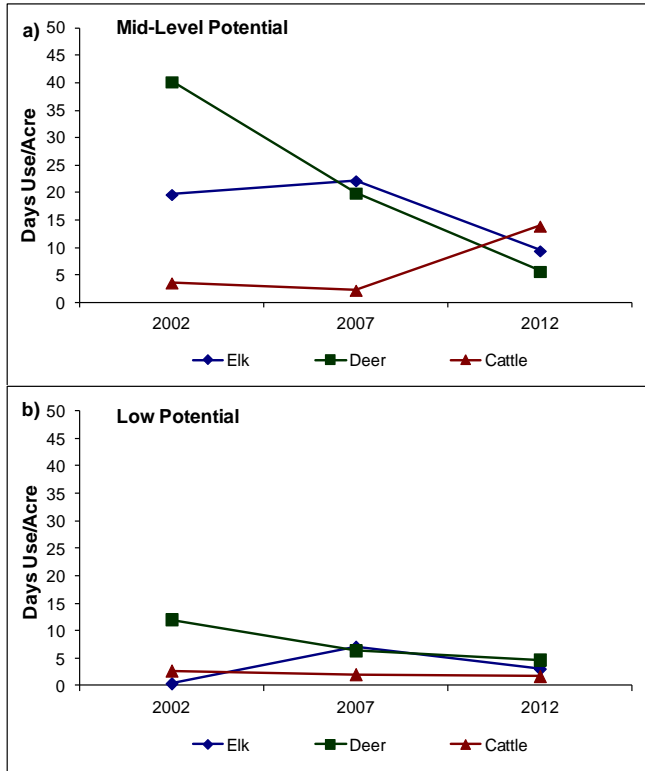 a) Mid-Level Potential
Days Use/Acre
50
45
40
35
30
25
20
15
10
5
0
2002 2007 2012
Elk Deer Cattle
b) Low Potential
Days Use/Acre
50
45
40
35
30
25
20
15
10
5
0
2002 2007 2012
Elk Deer Cattle